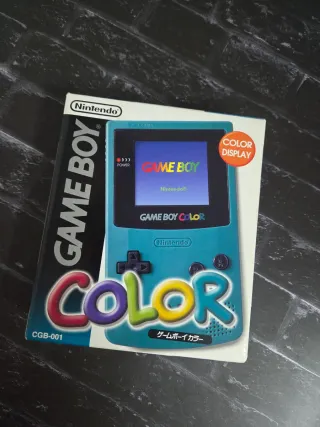 Nintendo
GAME BOY
COLOR
DISPLAY
POWER
GAME BOY
Nintendo
GAME BOY COLOR
Nintendo
COLOR
ゲームボーイ カラー
CGB-001